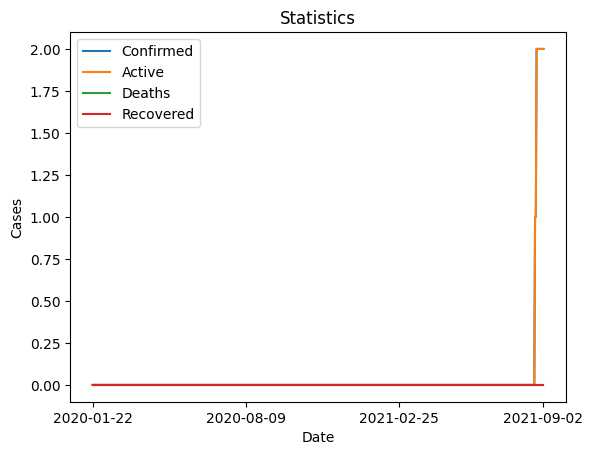 Statistics
Confirmed
Active
Deaths
Recovered
2.00
1.75
1.50
1.25
1.00
0.75
0.50
0.25
0.00
Cases
2020-01-22 2020-08-09 2021-02-25 2021-09-02
Date